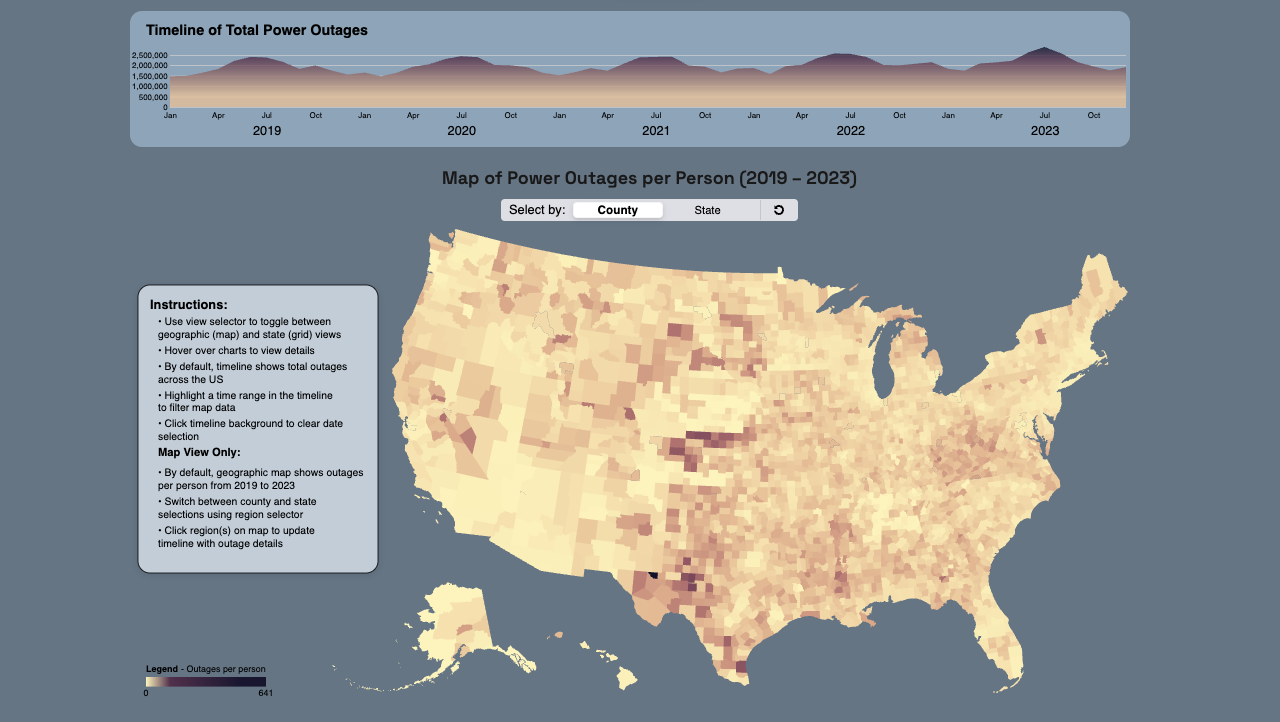 Timeline of Total Power Outages
2,500,000
2,000,000
1,500,000
1,000,000
500,000
0
Jan Apr Jul Oct Jan Apr Jul Oct Jan Apr Jul Oct Jan Apr Jul Oct Jan Apr Jul Oct
2019 2020 2021 2022 2023
Map of Power Outages per Person (2019 – 2023)
Select by: County State
Instructions:
• Use view selector to toggle between
geographic (map) and state (grid) views
• Hover over charts to view details
• By default, timeline shows total outages
across the US
• Highlight a time range in the timeline
to filter map data
• Click timeline background to clear date
selection
Map View Only:
• By default, geographic map shows outages
per person from 2019 to 2023
• Switch between county and state
selections using region selector
• Click region(s) on map to update
timeline with outage details
Legend - Outages per person
0 641